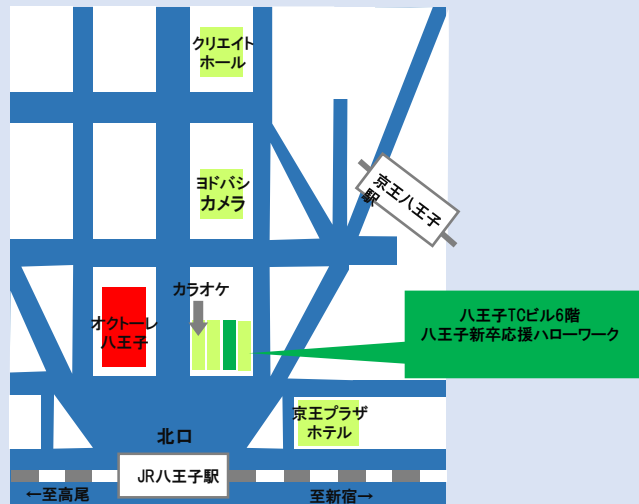 クリエイト
ホール
ヨドバシ
カメラ
京王八王子
駅
カラオケ
オクトーレ
八王子
八王子TCビル6階
八王子新卒応援ハローワーク
京王プラザ
ホテル
北口
JR八王子駅
←至高尾
至新宿→